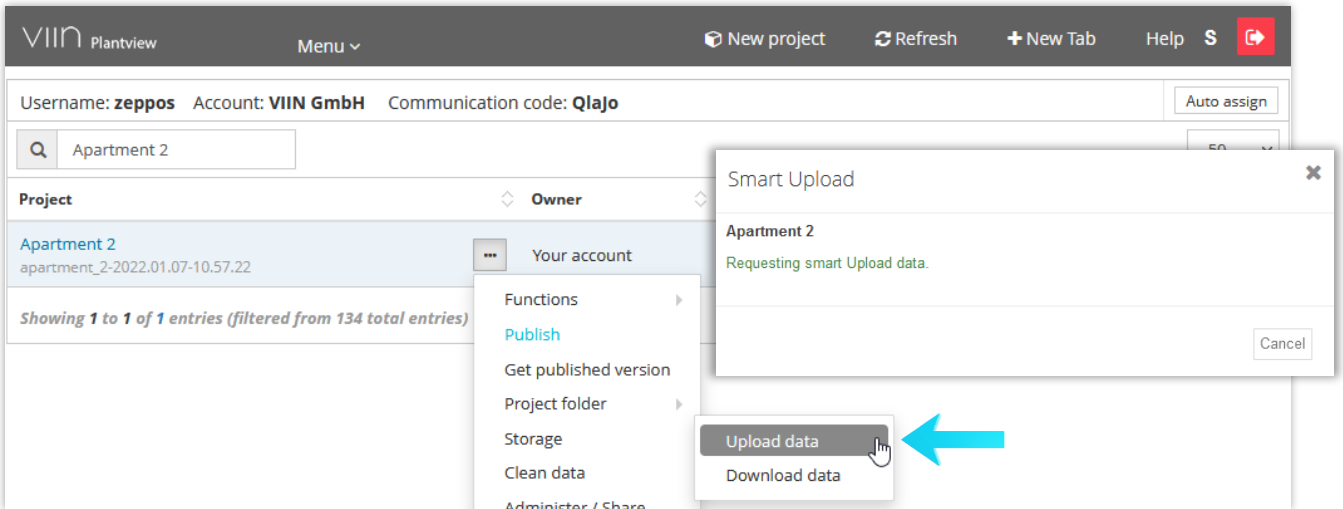 VIIN Plantview
Menu
New project
Refresh
New Tab
Help
S
Username: zeppos Account: VIIN GmbH Communication code: QlaJo
Auto assign
Apartment 2
50
Project
Owner
Apartment 2
apartment_2-2022.01.07-10.57.22
Your account
Showing 1 to 1 of 1 entries (filtered from 134 total entries)
Functions
Publish
Get published version
Project folder
Storage
Clean data
Administer / Share
Upload data
Download data
Smart Upload
Apartment 2
Requesting smart Upload data.
Cancel